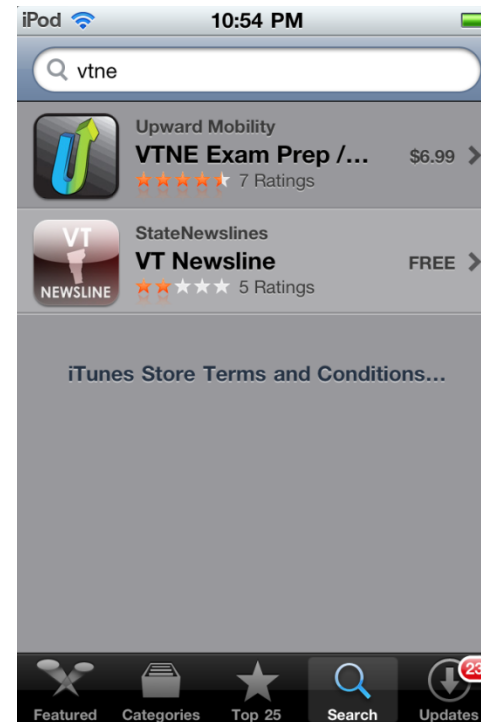 iPod 10:54 PM
vtne
Upward Mobility
VTNE Exam Prep /... $6.99
7 Ratings
VT
NEWSLINE
StateNewslines
VT Newsline FREE
5 Ratings
iTunes Store Terms and Conditions...
23
Featured Categories Top 25 Search Updates